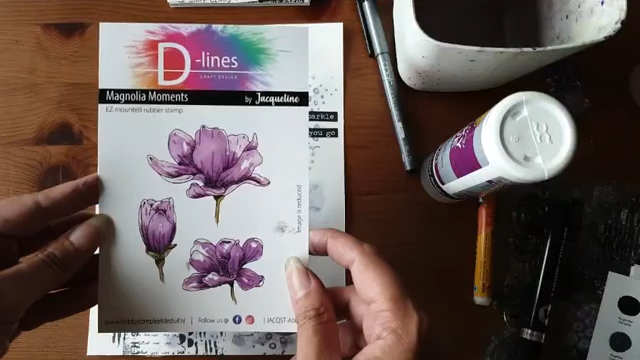 D-lines
CRAFT DESIGN
Magnolia Moments
by Jacqueline
EZ mounted rubber stamp
arkle
you go
Image is reduced
Follow us @